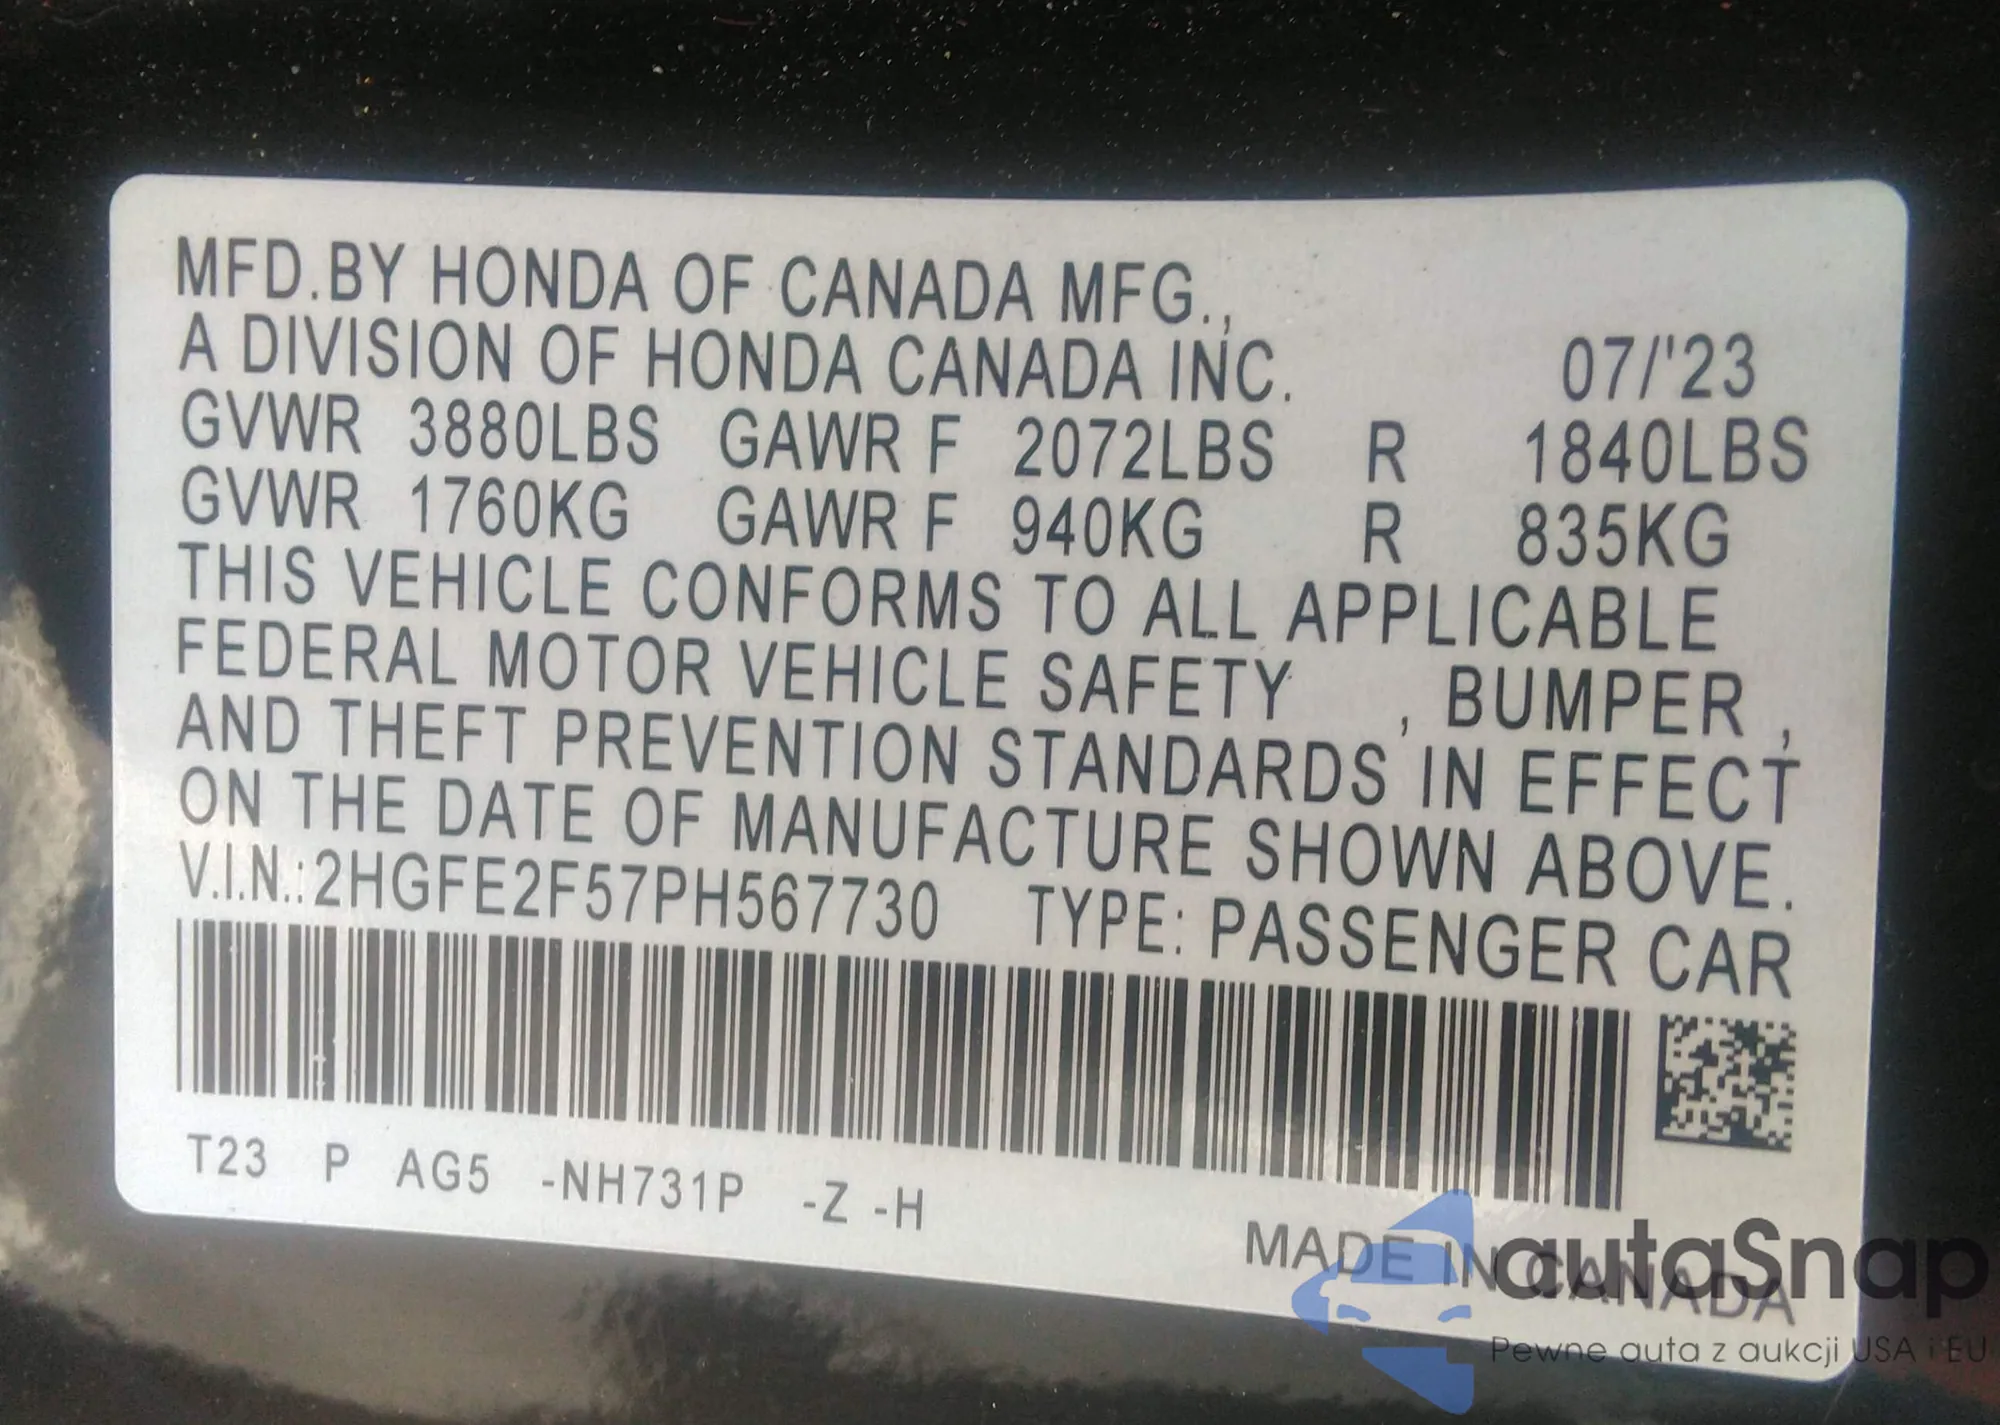 MFD.BY HONDA OF CANADA MFG.,
A DIVISION OF HONDA CANADA INC. 07/'23
GVWR 3880LBS GAWR F 2072LBS R 1840LBS
GVWR 1760KG GAWR F 940KG R 835KG
THIS VEHICLE CONFORMS TO ALL APPLICABLE
FEDERAL MOTOR VEHICLE SAFETY , BUMPER ,
AND THEFT PREVENTION STANDARDS IN EFFECT
ON THE DATE OF MANUFACTURE SHOWN ABOVE.
V.I.N.:2HGFE2F57PH567730 TYPE: PASSENGER CAR
T23 P AG5 -NH731P -Z -H
MADE IN CANADA
autaSnap
Pewne auta z aukcji USA i EU